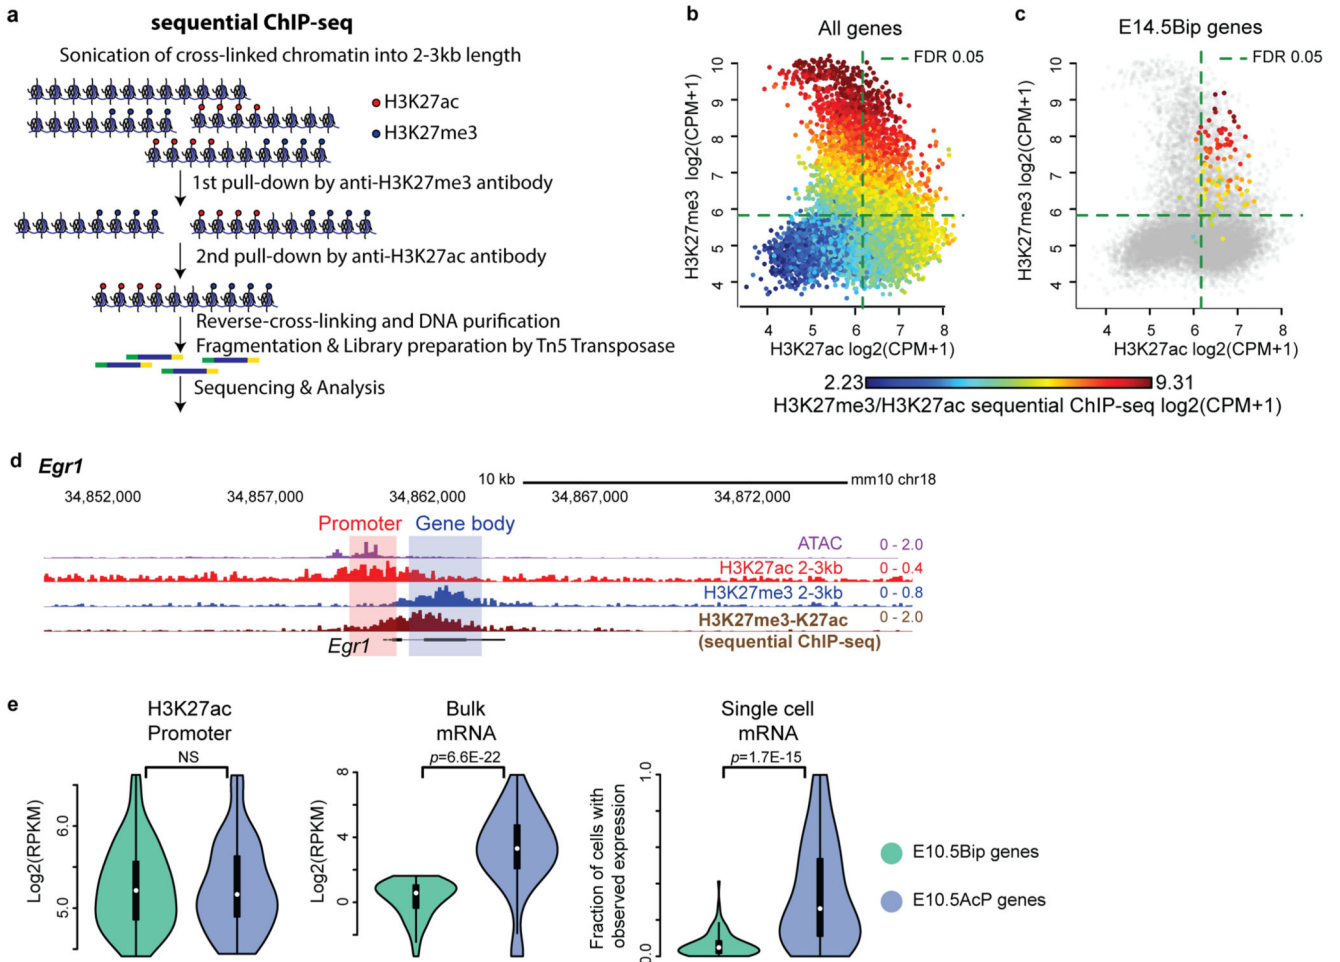 a
sequential ChIP-seq
Sonication of cross-linked chromatin into 2-3kb length
H3K27ac
H3K27me3
1st pull-down by anti-H3K27me3 antibody
2nd pull-down by anti-H3K27ac antibody
Reverse-cross-linking and DNA purification
Fragmentation & Library preparation by Tn5 Transposase
Sequencing & Analysis
b
All genes
FDR 0.05
H3K27me3 log2(CPM+1)
10
9
8
7
6
5
4
4 5 6 7 8
H3K27ac log2(CPM+1)
c
E14.5Bip genes
FDR 0.05
H3K27me3 log2(CPM+1)
10
9
8
7
6
5
4
4 5 6 7 8
H3K27ac log2(CPM+1)
2.23 9.31
H3K27me3/H3K27ac sequential ChIP-seq log2(CPM+1)
d
Egr1
10 kb mm10 chr18
34,852,000 34,857,000 34,862,000 34,867,000 34,872,000
Promoter Gene body
ATAC 0 - 2.0
H3K27ac 2-3kb 0 - 0.4
H3K27me3 2-3kb 0 - 0.8
H3K27me3-K27ac 0 - 2.0
(sequential ChIP-seq)
Egr1
e
H3K27ac
Promoter
NS
Log2(RPKM)
6.0
5.0
Bulk
mRNA
p=6.6E-22
Log2(RPKM)
8
4
0
Single cell
mRNA
p=1.7E-15
Fraction of cells with
observed expression
1.0
0.0
E10.5Bip genes
E10.5AcP genes